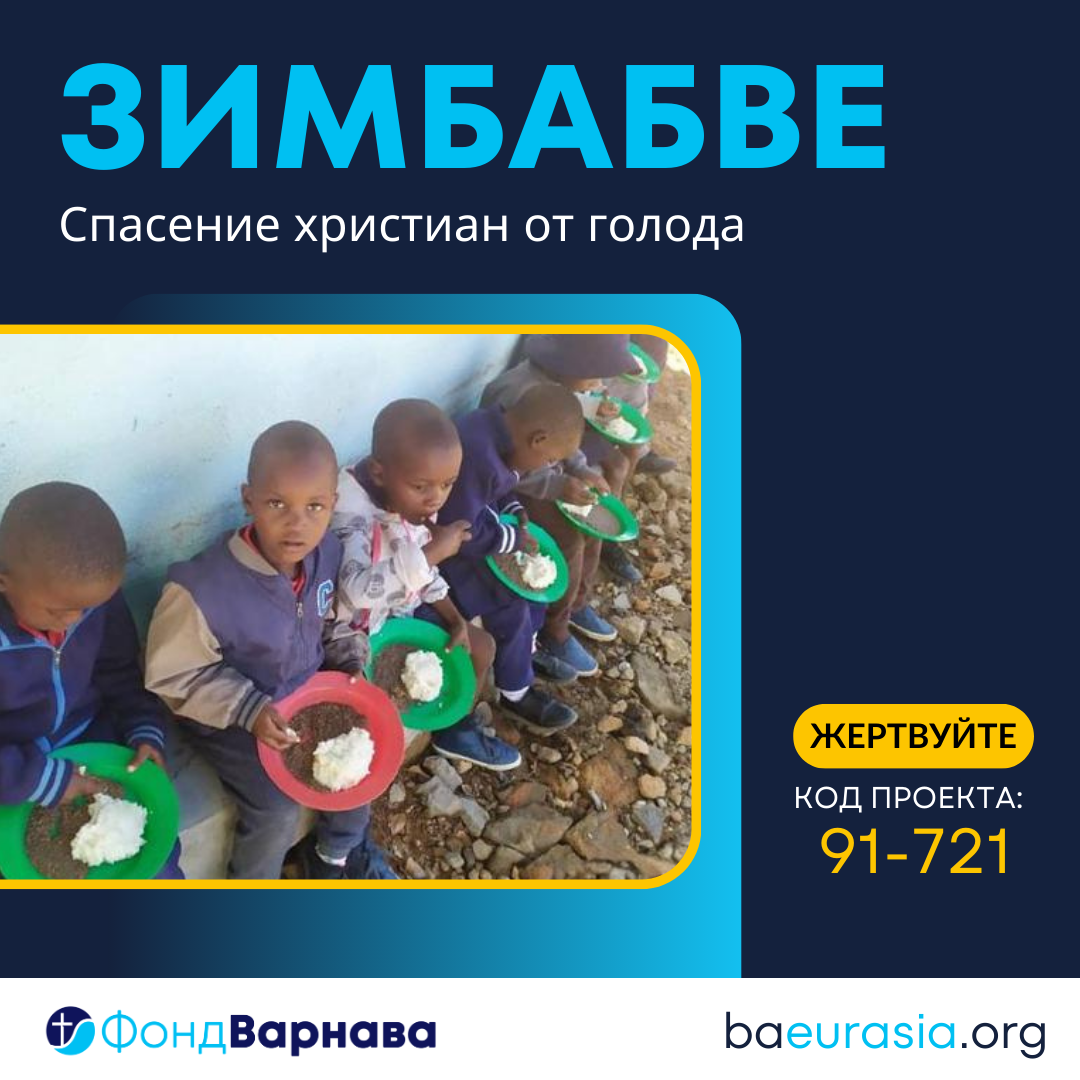 ЗИМБАБВЕ
Спасение христиан от голода
C
ЖЕРТВУЙТЕ
КОД ПРОЕКТА:
91-721
ФондВарнава
baeurasia.org